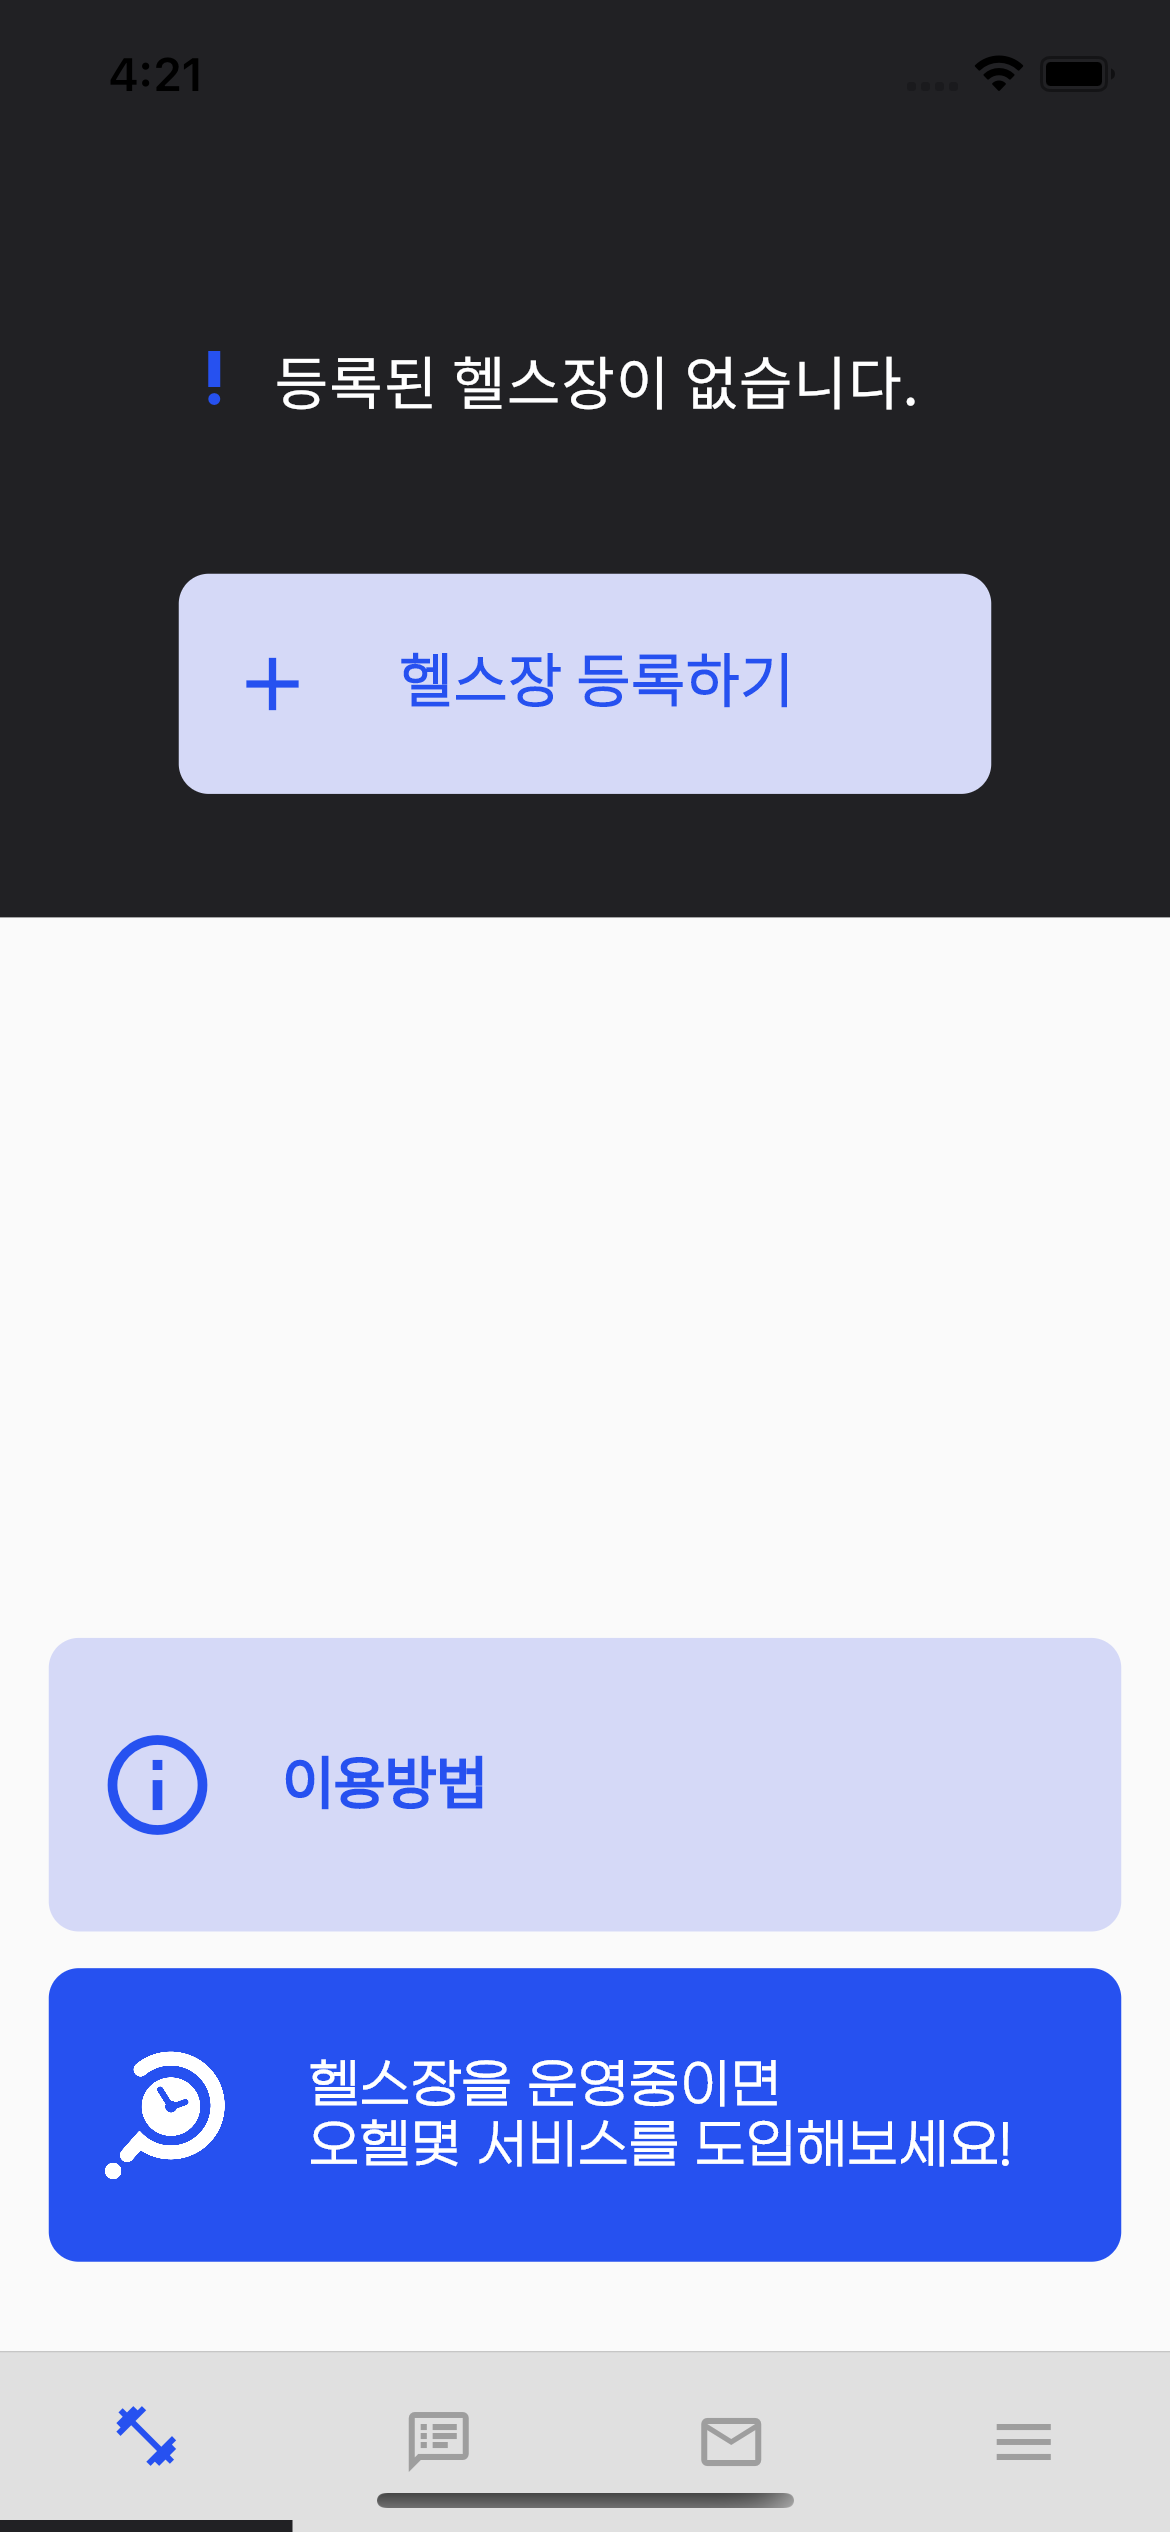 4:21
등록된 헬스장이 없습니다.
헬스장 등록하기
이용방법
헬스장을 운영중이면
오헬몇 서비스를 도입해보세요!